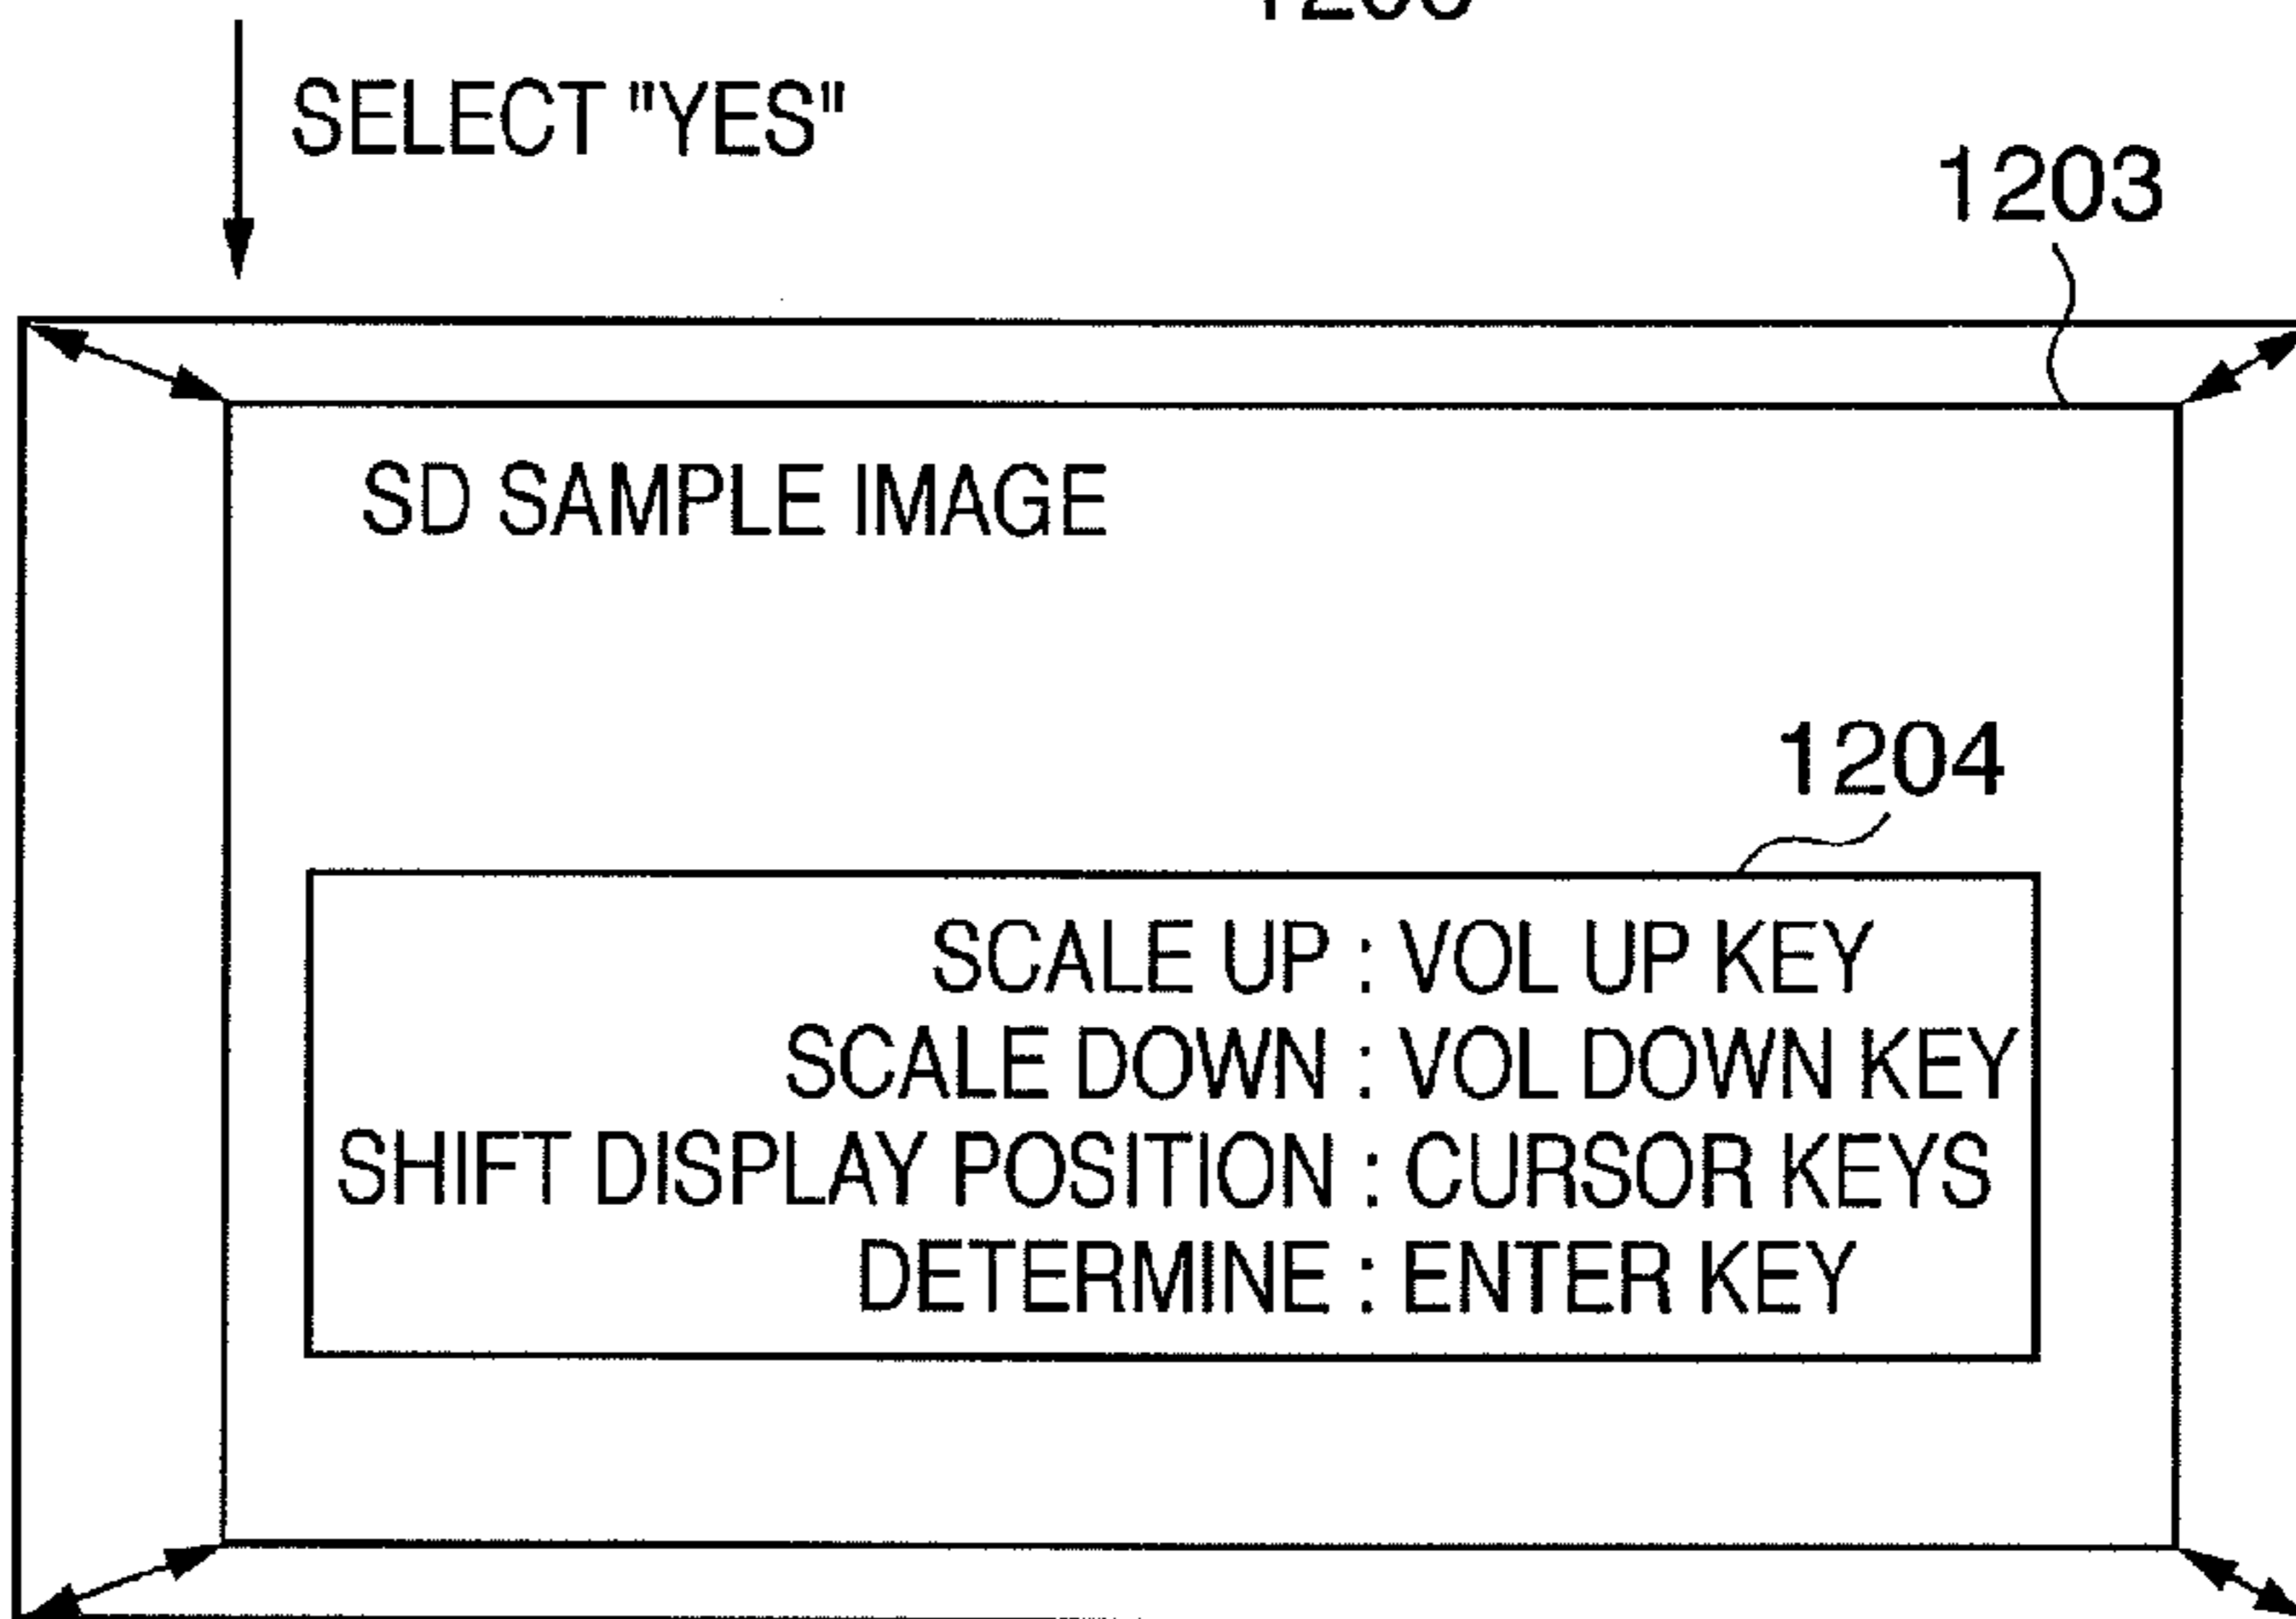 SELECT "YES"
1203
SD SAMPLE IMAGE
1204
SCALE UP : VOL UP KEY
SCALE DOWN : VOL DOWN KEY
SHIFT DISPLAY POSITION : CURSOR KEYS
DETERMINE : ENTER KEY